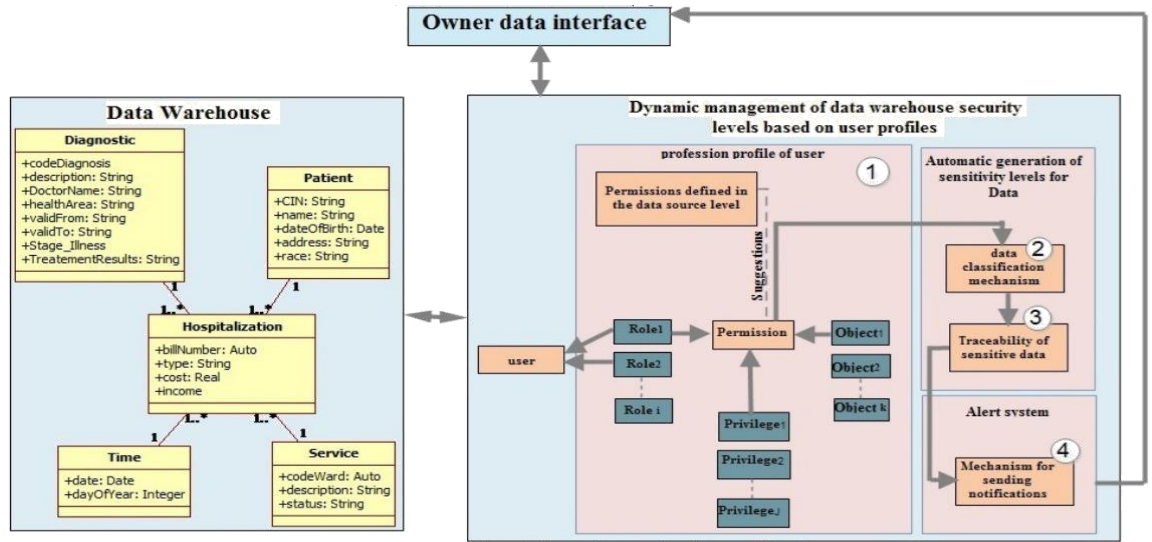 Owner data interface
Data Warehouse
Diagnostic
+codeDiagnosis
+description: String
+DoctorName: String
+healthArea: String
+validFrom: String
+validTo: String
+Stage_Illness
+TreatementResults: String
Patient
+CIN: String
+name: String
+dateOfBirth: Date
+address: String
+race: String
1
1
1..*
1..*
Hospitalization
+billNumber: Auto
+type: String
+cost: Real
+income
1..*
1..*
1
1
Time
+date: Date
+dayOfYear: Integer
Service
+codeWard: Auto
+description: String
+status: String
Dynamic management of data warehouse security
levels based on user profiles
profession profile of user
1
Permissions defined in
the data source level
Suggestions
user
Role1
Role2
Role i
Permission
Object1
Object2
Object k
Privilege1
Privilege2
PrivilegeJ
Automatic generation of
sensitivity levels for
Data
2
data
classification
mechanism
3
Traceability of
sensitive data
Alert system
4
Mechanism for
sending
notifications